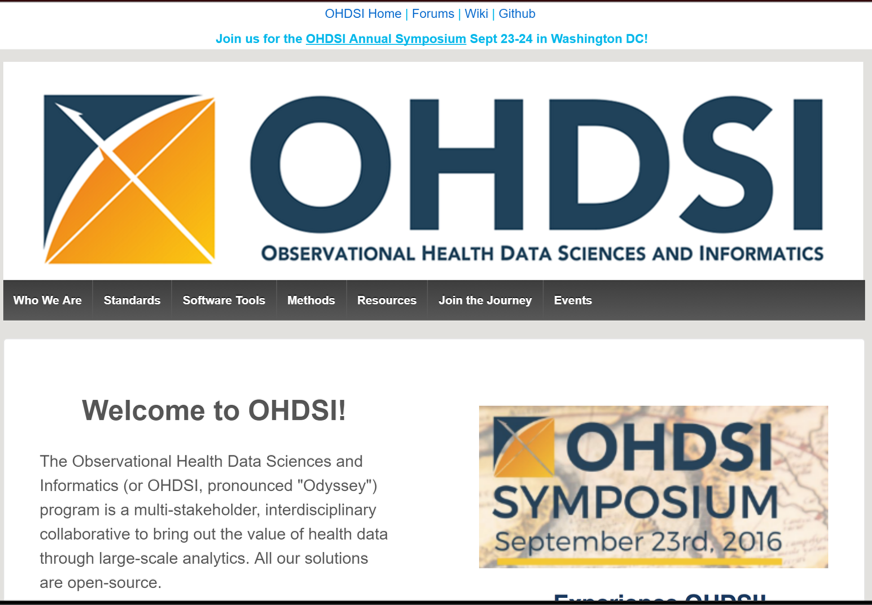 OHDSI Home | Forums | Wiki | Github
Join us for the OHDSI Annual Symposium Sept 23-24 in Washington DC!
OHDSI
OBSERVATIONAL HEALTH DATA SCIENCES AND INFORMATICS
Who We Are Standards Software Tools Methods Resources Join the Journey Events
Welcome to OHDSI!
The Observational Health Data Sciences and
Informatics (or OHDSI, pronounced "Odyssey")
program is a multi-stakeholder, interdisciplinary
collaborative to bring out the value of health data
through large-scale analytics. All our solutions
are open-source.
OHDSI
SYMPOSIUM
September 23rd, 2016
Experience OHDSI!